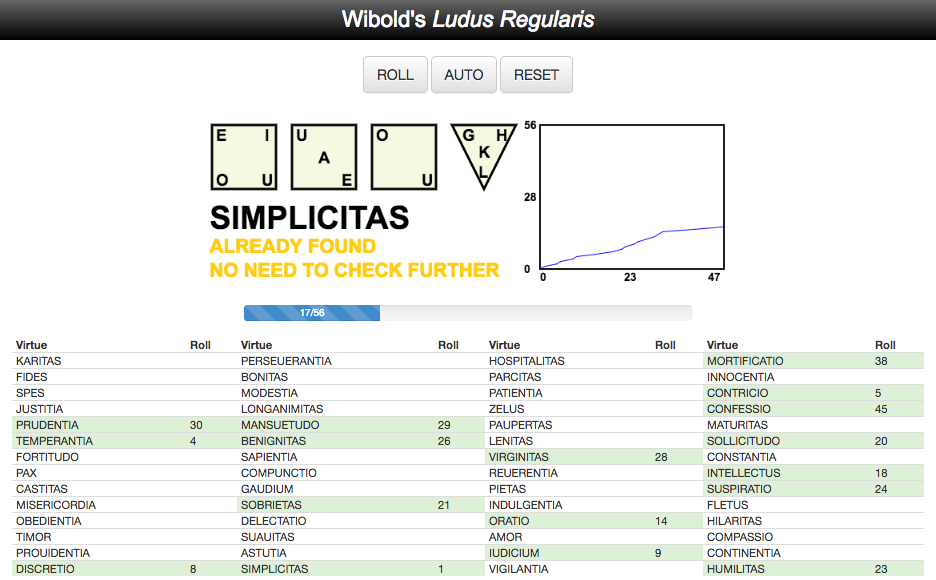 Wibold's Ludus Regularis
ROLL AUTO RESET
E I U O G H
A K
O U E U L
SIMPLICITAS
ALREADY FOUND
NO NEED TO CHECK FURTHER
56
28
0
0 23 47
17/56
Virtue Roll Virtue Roll Virtue Roll Virtue Roll
KARITAS PERSEUERANTIA HOSPITALITAS MORTIFICATIO 38
FIDES BONITAS PARCITAS INNOCENTIA
SPES MODESTIA PATIENTIA CONTRICIO 5
JUSTITIA LONGANIMITAS ZELUS CONFESSIO 45
PRUDENTIA 30 MANSUETUDO 29 PAUPERTAS MATURITAS
TEMPERANTIA 4 BENIGNITAS 26 LENITAS SOLLICITUDO 20
FORTITUDO SAPIENTIA VIRGINITAS 28 CONSTANTIA
PAX COMPUNCTIO REUERENTIA INTELLECTUS 18
CASTITAS GAUDIUM PIETAS SUSPIRATIO 24
MISERICORDIA SOBRIETAS 21 INDULGENTIA FLETUS
OBEDIENTIA DELECTATIO ORATIO 14 HILARITAS
TIMOR SUAUITAS AMOR COMPASSIO
PROUIDENTIA ASTUTIA IUDICIUM 9 CONTINENTIA
DISCRETIO 8 SIMPLICITAS 1 VIGILANTIA HUMILITAS 23